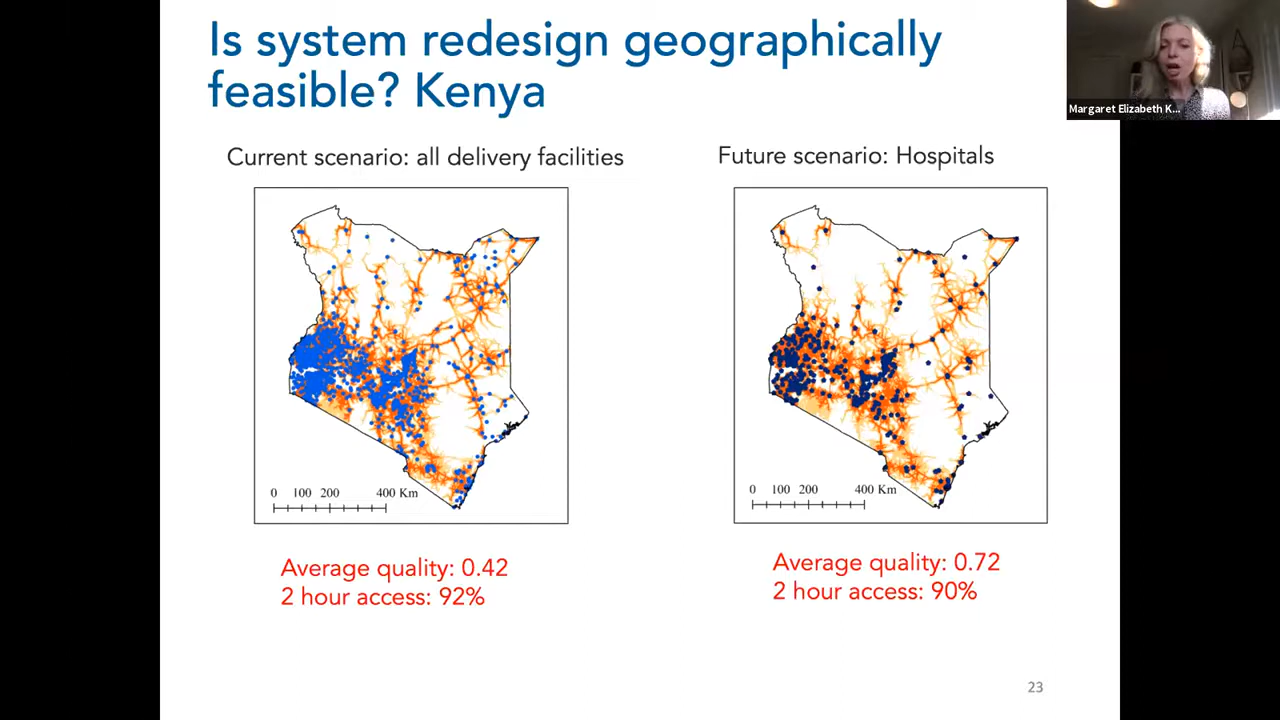 Is system redesign geographically
feasible? Kenya
Margaret Elizabeth K...
Current scenario: all delivery facilities
Future scenario: Hospitals
0 100 200 400 Km
0 100 200 400 Km
Average quality: 0.42
2 hour access: 92%
Average quality: 0.72
2 hour access: 90%
23